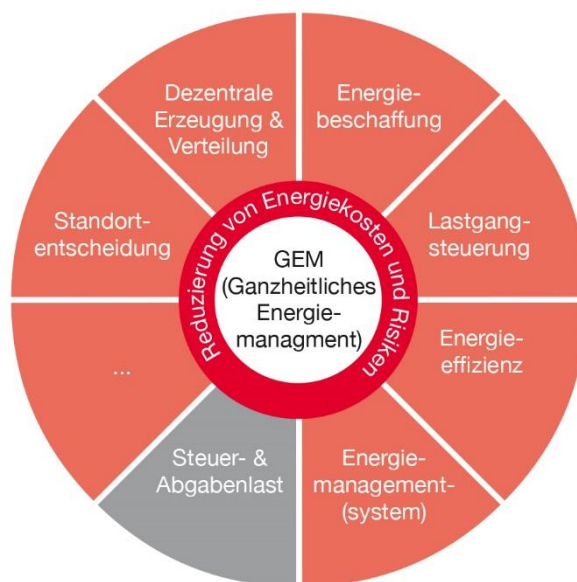 Dezentrale
Erzeugung &
Verteilung
Energie-
beschaffung
Lastgang-
steuerung
Energie-
effizienz
Energie-
management-
(system)
Steuer- &
Abgabenlast
...
Standort-
entscheidung
Reduzierung von Energiekosten und Risiken
GEM
(Ganzheitliches
Energie-
managment)